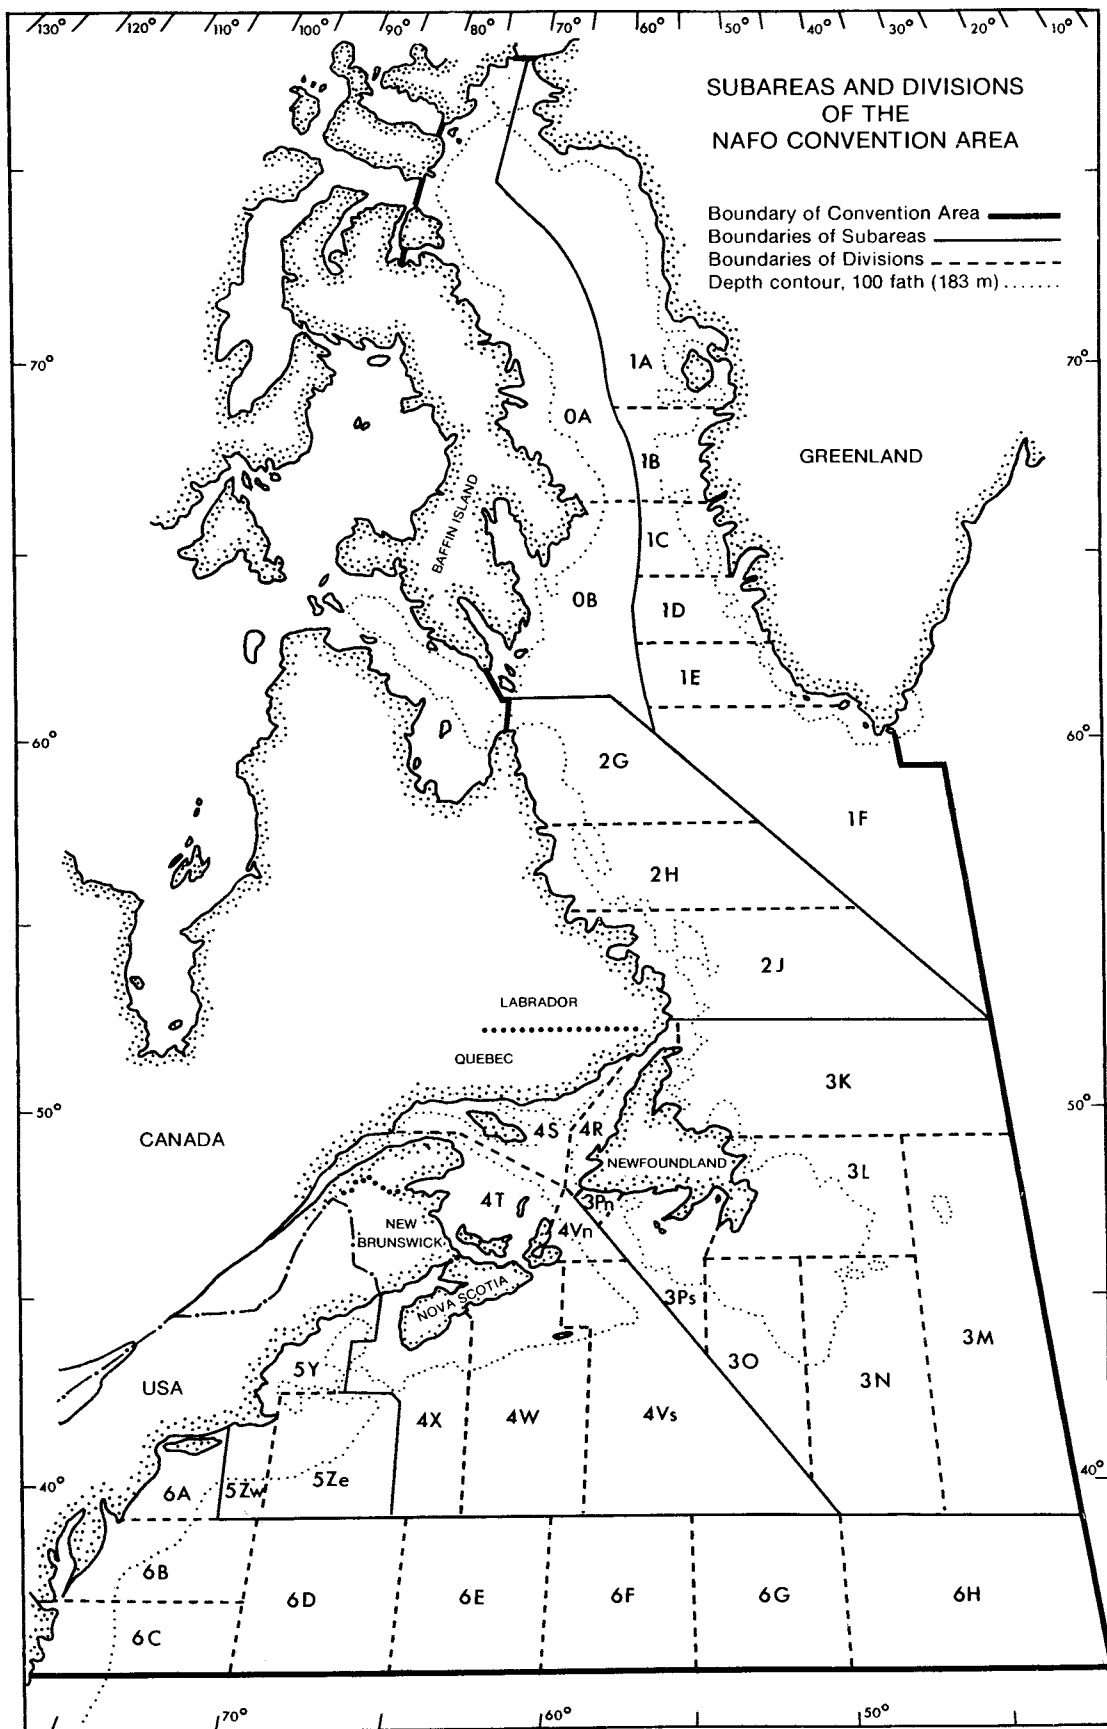 130° 120° 110° 100° 90° 80° 70° 60° 50° 40° 30° 20° 10°
SUBAREAS AND DIVISIONS
OF THE
NAFO CONVENTION AREA
Boundary of Convention Area
Boundaries of Subareas
Boundaries of Divisions
Depth contour, 100 fath (183 m)
70°
1A
70°
0A
1B
GREENLAND
BAFFIN ISLAND
1C
0B
1D
1E
60°
2G
60°
1F
2H
2J
LABRADOR
QUEBEC
3K
50°
50°
CANADA
4S
4R
NEWFOUNDLAND
3L
4T
3Pn
NEW
BRUNSWICK
4Vn
NOVA SCOTIA
3Ps
3M
5Y
3O
3N
USA
4X
4W
4Vs
40°
6A
5Zw
5Ze
40°
6B
6D
6E
6F
6G
6H
6C
70°
60°
50°